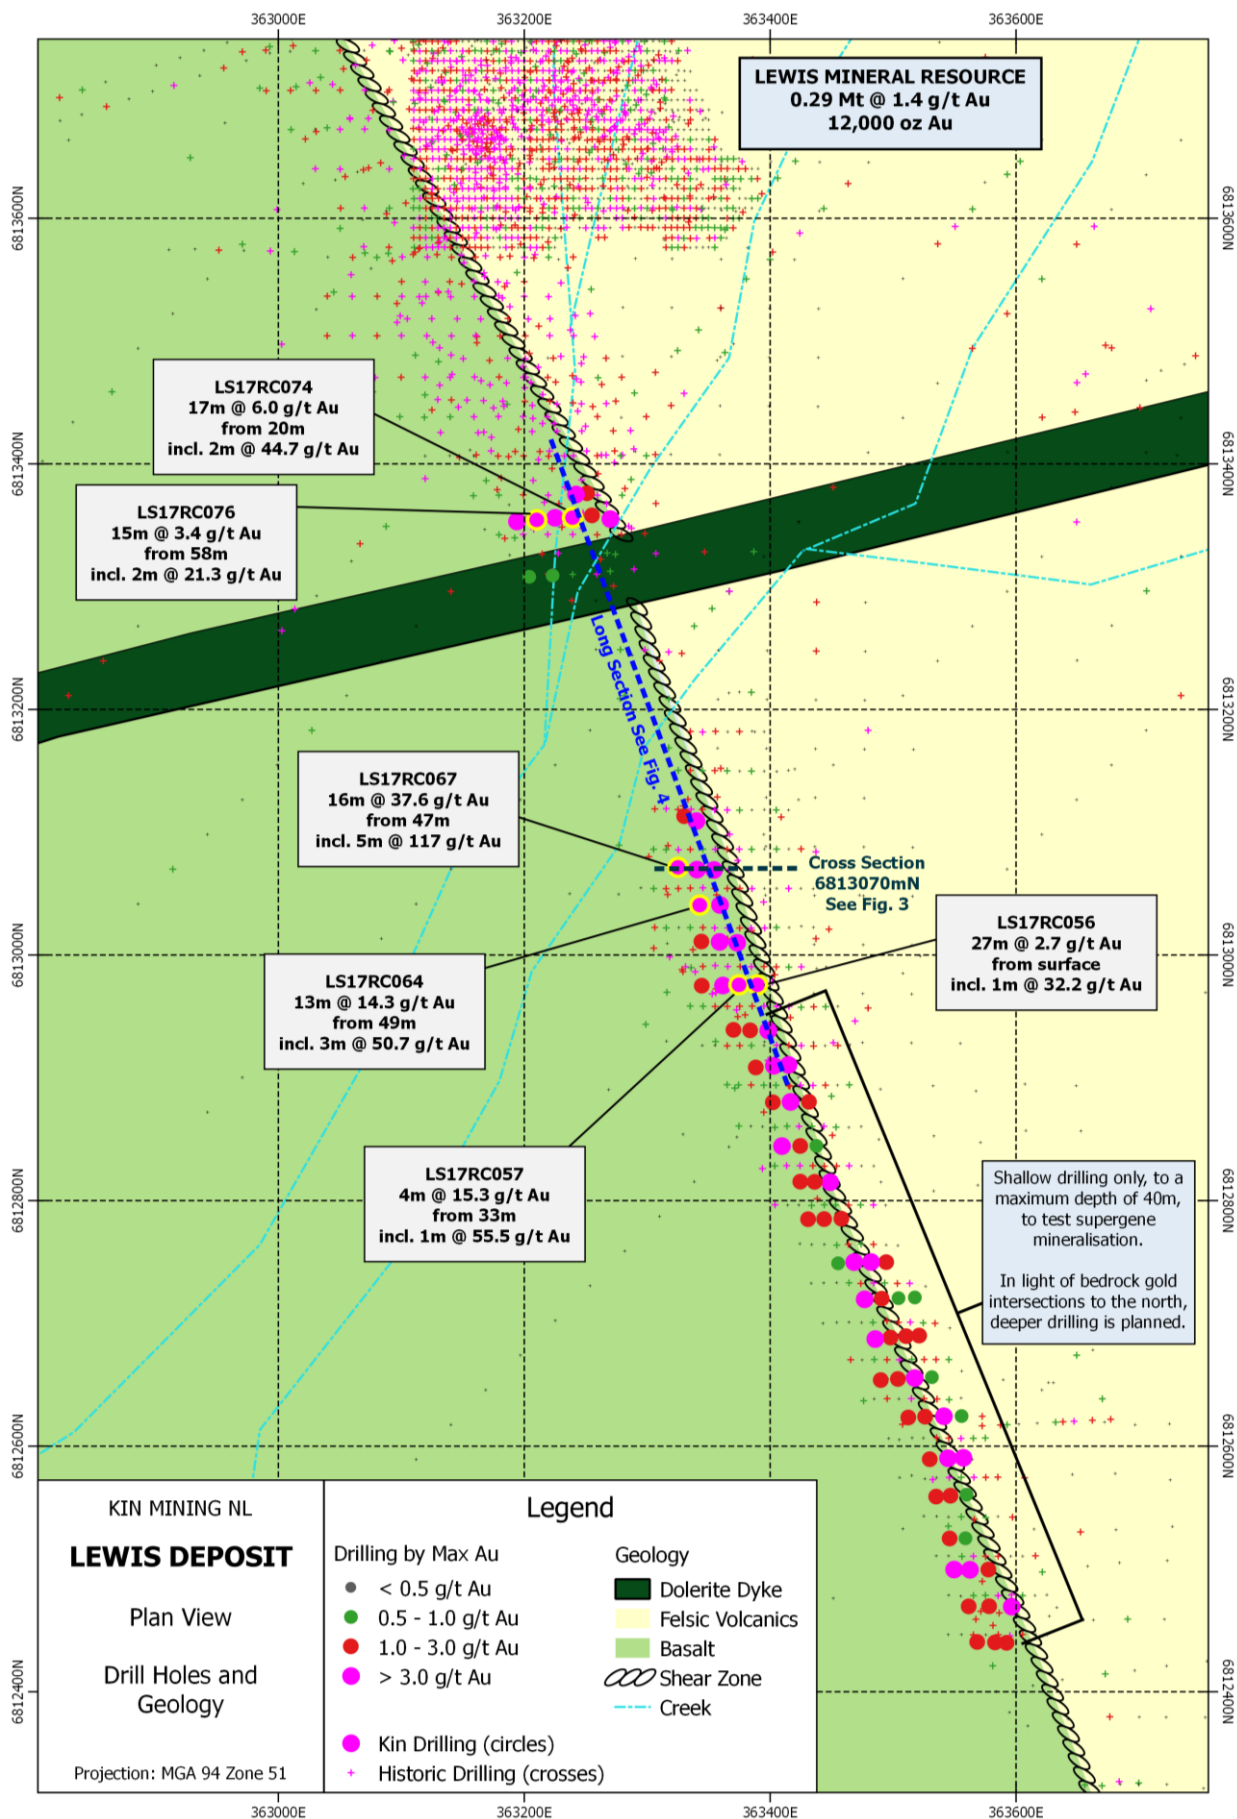 363000E
363200E
363400E
363600E
LEWIS MINERAL RESOURCE
0.29 Mt @ 1.4 g/t Au
12,000 oz Au
6813600N
6813600N
LS17RC074
17m @ 6.0 g/t Au
from 20m
incl. 2m @ 44.7 g/t Au
6813400N
6813400N
LS17RC076
15m @ 3.4 g/t Au
from 58m
incl. 2m @ 21.3 g/t Au
Long Section See Fig. 4
6813200N
6813200N
LS17RC067
16m @ 37.6 g/t Au
from 47m
incl. 5m @ 117 g/t Au
Cross Section
6813070mN
See Fig. 3
LS17RC056
27m @ 2.7 g/t Au
from surface
incl. 1m @ 32.2 g/t Au
6813000N
6813000N
LS17RC064
13m @ 14.3 g/t Au
from 49m
incl. 3m @ 50.7 g/t Au
LS17RC057
4m @ 15.3 g/t Au
from 33m
incl. 1m @ 55.5 g/t Au
6812800N
6812800N
Shallow drilling only, to a
maximum depth of 40m,
to test supergene
mineralisation.
In light of bedrock gold
intersections to the north,
deeper drilling is planned.
6812600N
6812600N
KIN MINING NL
LEWIS DEPOSIT
Plan View
Drill Holes and
Geology
Projection: MGA 94 Zone 51
Legend
Drilling by Max Au
< 0.5 g/t Au
0.5 - 1.0 g/t Au
1.0 - 3.0 g/t Au
> 3.0 g/t Au
Kin Drilling (circles)
Historic Drilling (crosses)
Geology
Dolerite Dyke
Felsic Volcanics
Basalt
Shear Zone
Creek
6812400N
6812400N
363000E
363200E
363400E
363600E